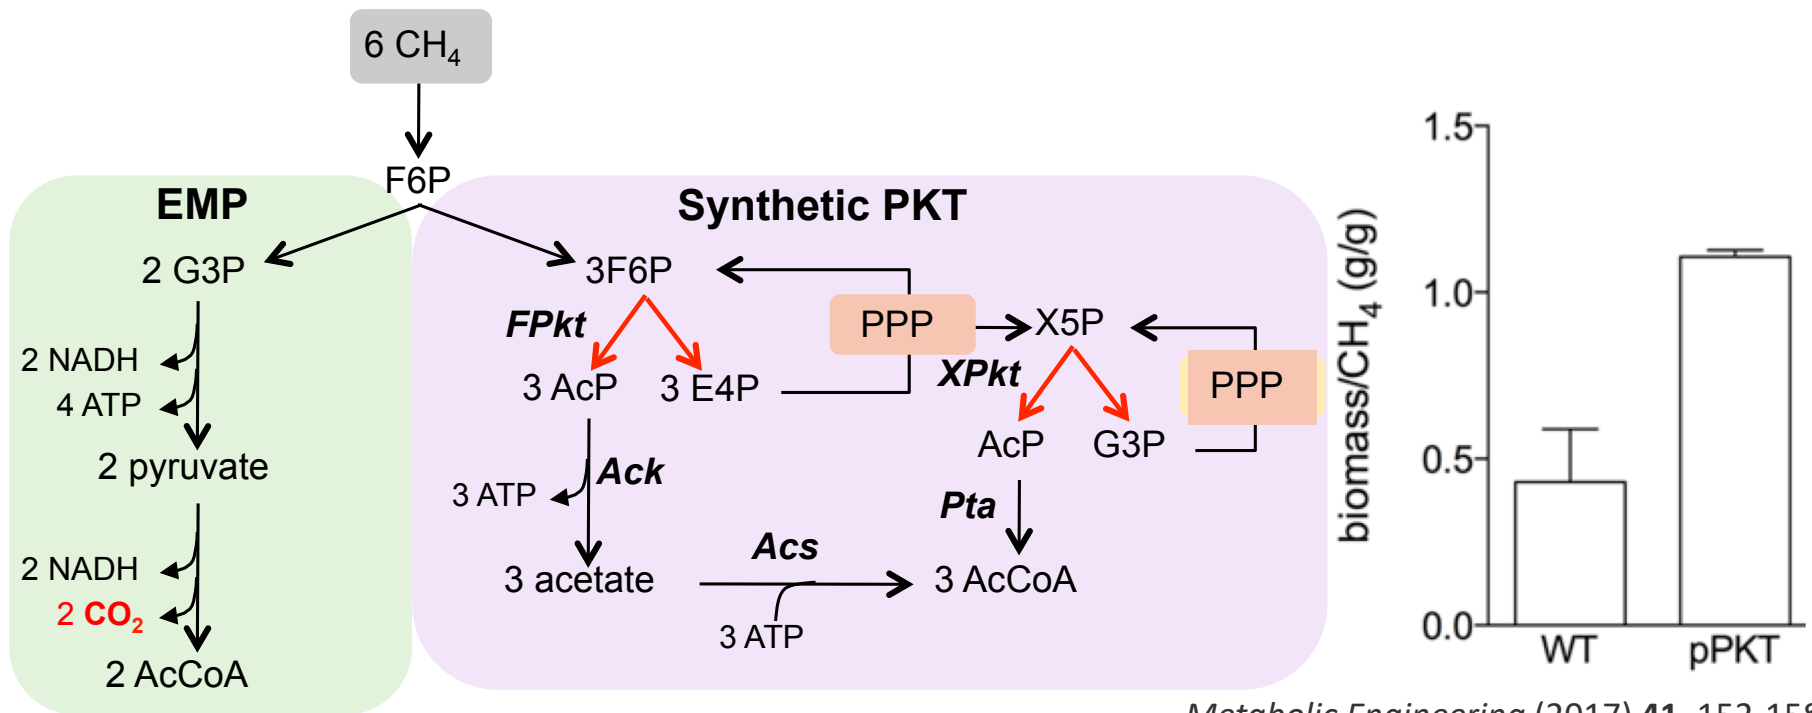 6 CH₄
F6P
EMP
2 G3P
2 NADH
4 ATP
2 pyruvate
2 NADH
2 CO₂
2 AcCoA
Synthetic PKT
3F6P
FPkt
3 AcP
3 E4P
PPP
X5P
XPkt
PPP
AcP
G3P
3 ATP
Ack
Pta
Acs
3 acetate
3 AcCoA
3 ATP
biomass/CH₄ (g/g)
1.5
1.0
0.5
0.0
WT
pPKT
Metabolic Engineering (2017) 41, 152-158